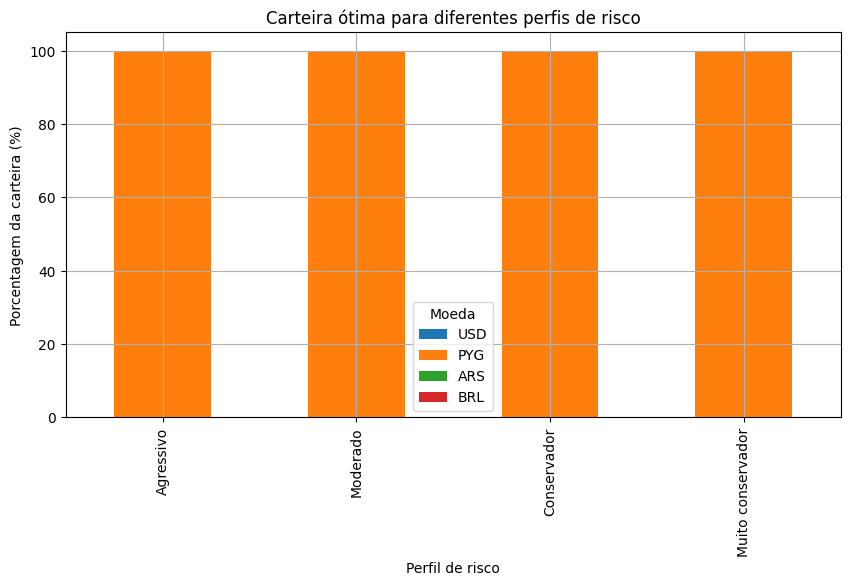 Carteira ótima para diferentes perfis de risco
Porcentagem da carteira (%)
100
80
60
40
20
0
Moeda
USD
PYG
ARS
BRL
Agressivo
Moderado
Conservador
Muito conservador
Perfil de risco